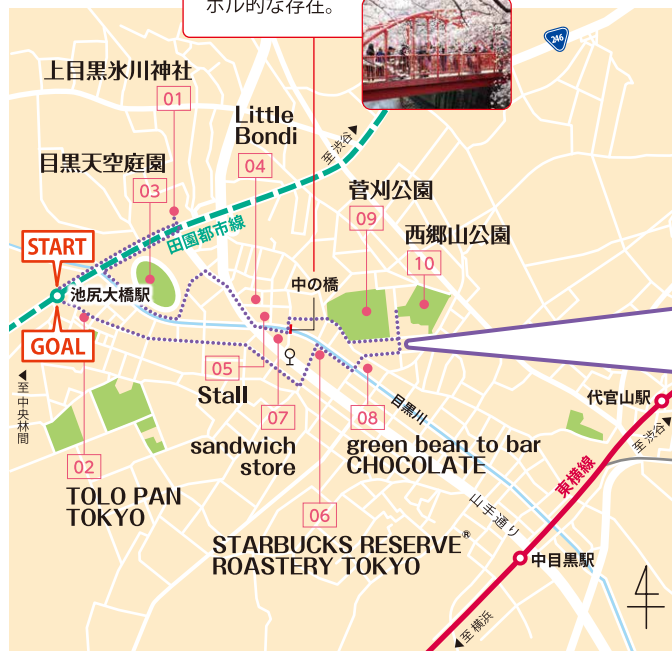 ボル的な存在。
246
上目黒氷川神社
01
Little
Bondi
04
至渋谷
目黒天空庭園
03
菅刈公園
09
西郷山公園
10
START
田園都市線
池尻大橋駅
中の橋
GOAL
至 中央林間
05
Stall
07
sandwich
store
08
green bean to bar
CHOCOLATE
目黒川
代官山駅
至渋谷
東横線
02
TOLO PAN
TOKYO
06
STARBUCKS RESERVE®
ROASTERY TOKYO
山手通り
中目黒駅
至横浜